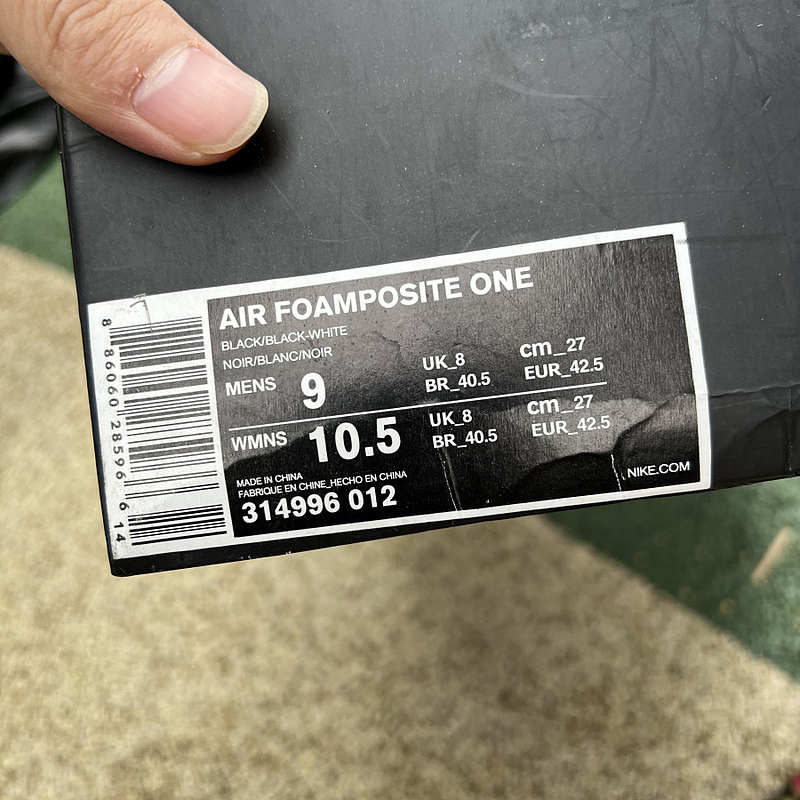 AIR FOAMPOSITE ONE
BLACK/BLACK-WHITE
NOIR/BLANC/NOIR
MENS 9 UK_8 cm_27
BR_40.5 EUR_42.5
WMNS 10.5 UK_8 cm_27
BR_40.5 EUR_42.5
MADE IN CHINA
FABRIQUE EN CHINE_HECHO EN CHINA
314996 012
NIKE.COM
8 86060 28596 6 14